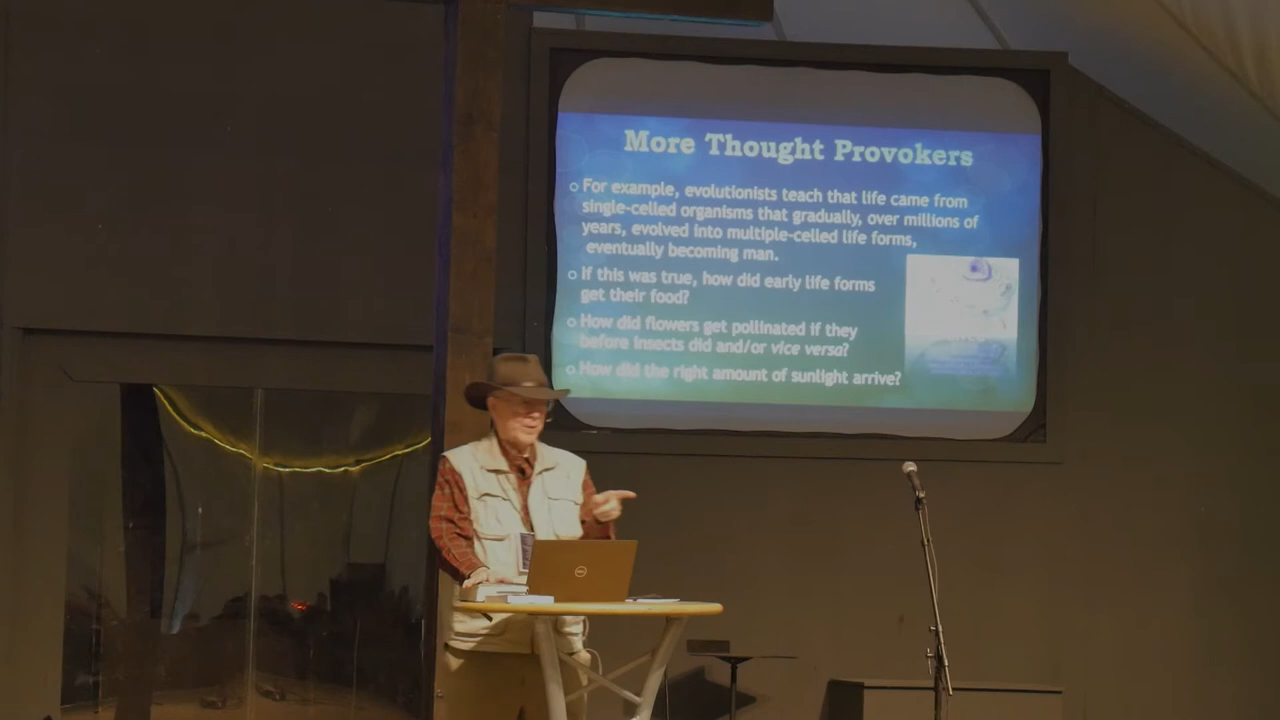 More Thought Provokers
For example, evolutionists teach that life came from
single-celled organisms that gradually, over millions of
years, evolved into multiple-celled life forms,
eventually becoming man.
If this was true, how did early life forms
get their food?
How did flowers get pollinated if they
before insects did and/or vice versa?
How did the right amount of sunlight arrive?
DELL